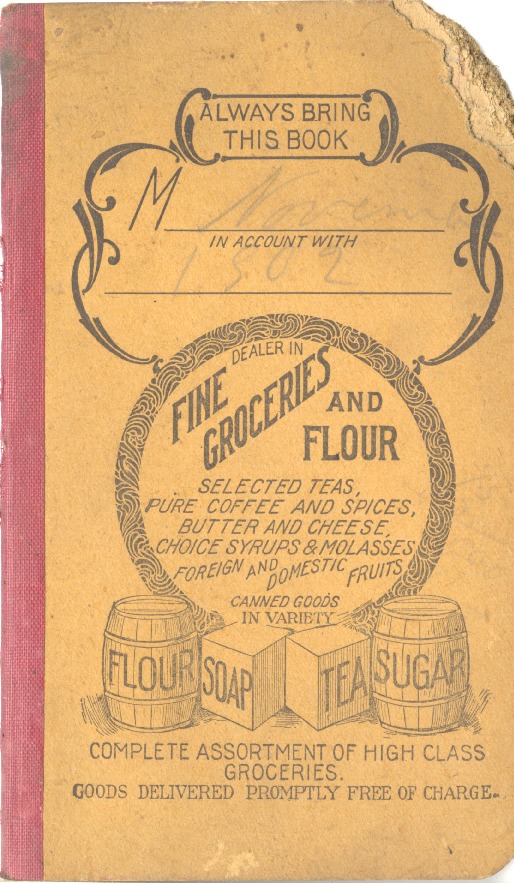 ALWAYS BRING
THIS BOOK
M
IN ACCOUNT WITH
DEALER IN
FINE
GROCERIES
AND
FLOUR
SELECTED TEAS,
PURE COFFEE AND SPICES,
BUTTER AND CHEESE,
CHOICE SYRUPS & MOLASSES
FOREIGN AND DOMESTIC FRUITS
CANNED GOODS
IN VARIETY
FLOUR SOAP TEA SUGAR
COMPLETE ASSORTMENT OF HIGH CLASS
GROCERIES.
GOODS DELIVERED PROMPTLY FREE OF CHARGE.